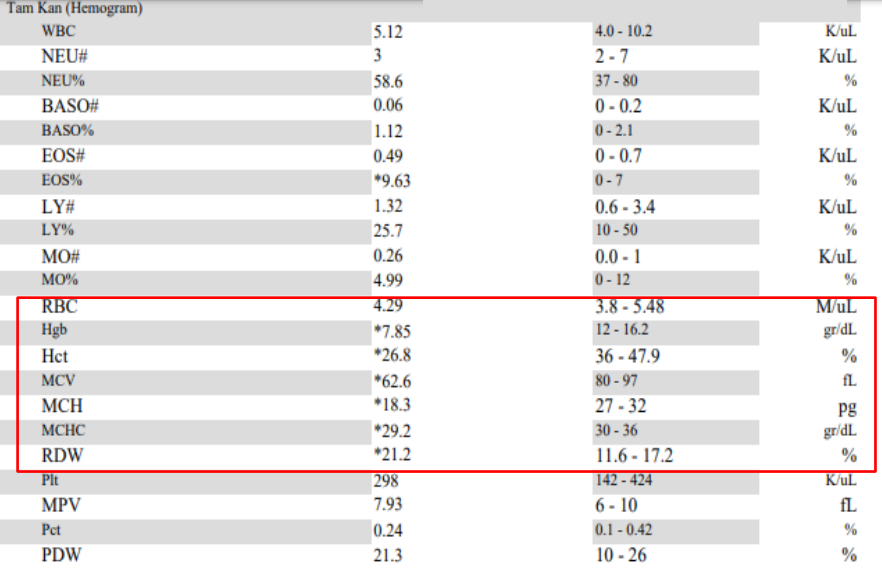 Tam Kan (Hemogram)
WBC 5.12 4.0 - 10.2 K/uL
NEU# 3 2 - 7 K/uL
NEU% 58.6 37 - 80 %
BASO# 0.06 0 - 0.2 K/uL
BASO% 1.12 0 - 2.1 %
EOS# 0.49 0 - 0.7 K/uL
EOS% *9.63 0 - 7 %
LY# 1.32 0.6 - 3.4 K/uL
LY% 25.7 10 - 50 %
MO# 0.26 0.0 - 1 K/uL
MO% 4.99 0 - 12 %
RBC 4.29 3.8 - 5.48 M/uL
Hgb *7.85 12 - 16.2 gr/dL
Hct *26.8 36 - 47.9 %
MCV *62.6 80 - 97 fL
MCH *18.3 27 - 32 pg
MCHC *29.2 30 - 36 gr/dL
RDW *21.2 11.6 - 17.2 %
Plt 298 142 - 424 K/uL
MPV 7.93 6 - 10 fL
Pct 0.24 0.1 - 0.42 %
PDW 21.3 10 - 26 %